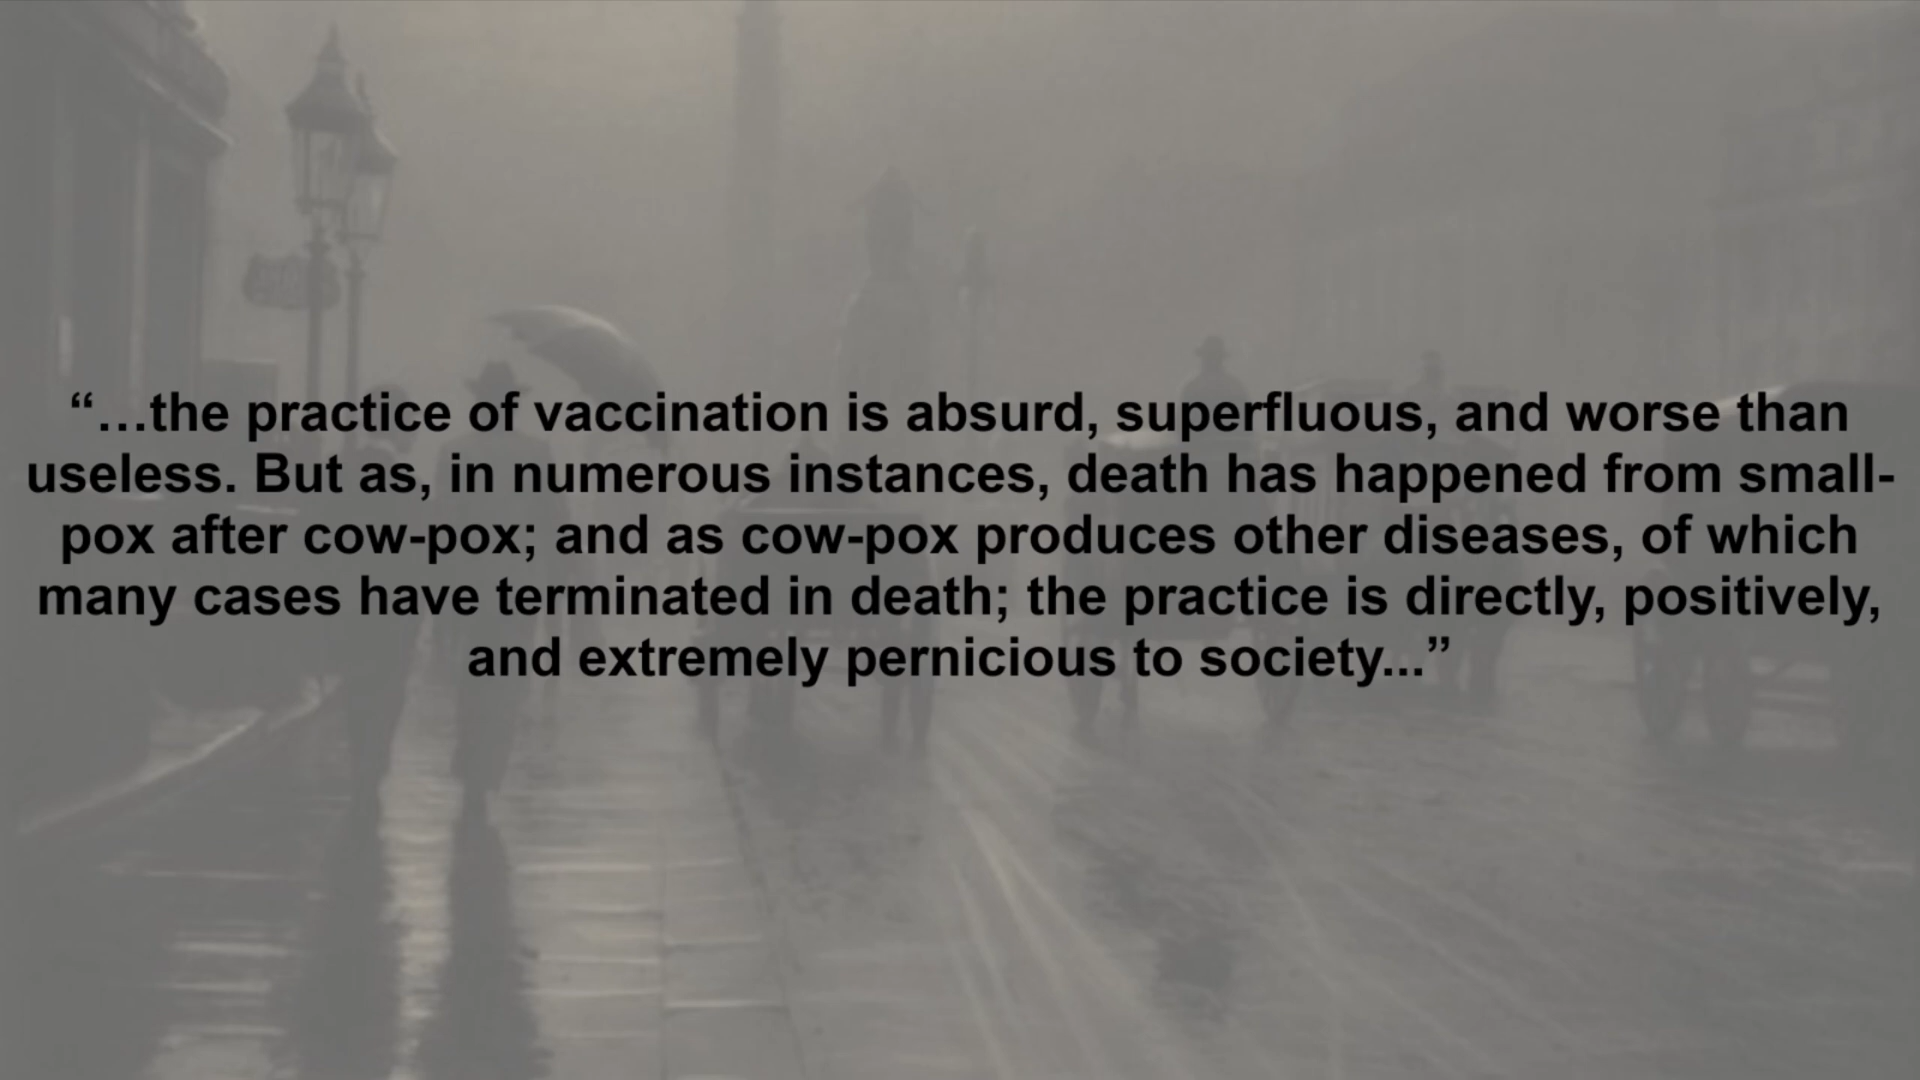 “…the practice of vaccination is absurd, superfluous, and worse than
useless. But as, in numerous instances, death has happened from small-
pox after cow-pox; and as cow-pox produces other diseases, of which
many cases have terminated in death; the practice is directly, positively,
and extremely pernicious to society...”